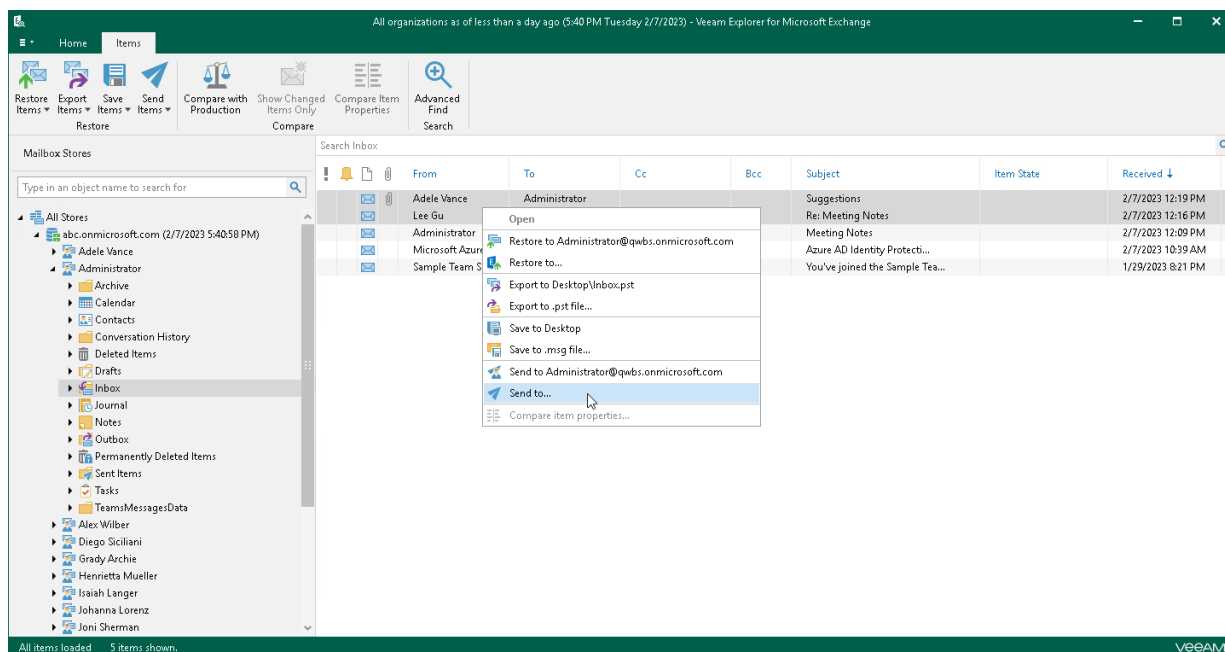 All organizations as of less than a day ago (5:40 PM Tuesday 2/7/2023) - Veeam Explorer for Microsoft Exchange
Home Items
Restore Items Export Items Save Items Send Items Compare with Production Show Changed Items Only Compare Item Properties Advanced Find
Restore Compare Search
Mailbox Stores
Type in an object name to search for
All Stores
abc.onmicrosoft.com (2/7/2023 5:40:58 PM)
Adele Vance
Administrator
Archive
Calendar
Contacts
Conversation History
Deleted Items
Drafts
Inbox
Journal
Notes
Outbox
Permanently Deleted Items
Sent Items
Tasks
TeamsMessagesData
Alex Wilber
Diego Siciliani
Grady Archie
Henrietta Mueller
Isaiah Langer
Johanna Lorenz
Joni Sherman
Search Inbox
From To Cc Bcc Subject Item State Received
Adele Vance Administrator Suggestions 2/7/2023 12:19 PM
Lee Gu Re: Meeting Notes 2/7/2023 12:16 PM
Administrator Meeting Notes 2/7/2023 12:09 PM
Microsoft Azure Azure AD Identity Protecti... 2/7/2023 10:39 AM
Sample Team S You've joined the Sample Tea... 1/29/2023 8:21 PM
Open
Restore to Administrator@qwbs.onmicrosoft.com
Restore to...
Export to Desktop\Inbox.pst
Export to .pst file...
Save to Desktop
Save to .msg file...
Send to Administrator@qwbs.onmicrosoft.com
Send to...
Compare item properties...
All items loaded 5 items shown.
veeAM